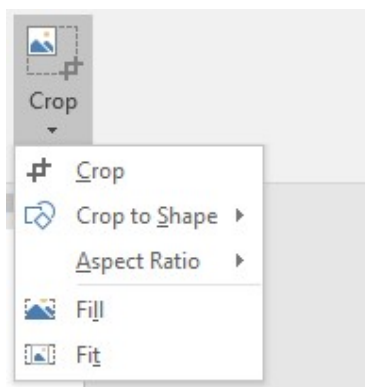 Crop
Crop
Crop to Shape
Aspect Ratio
Fill
Fit